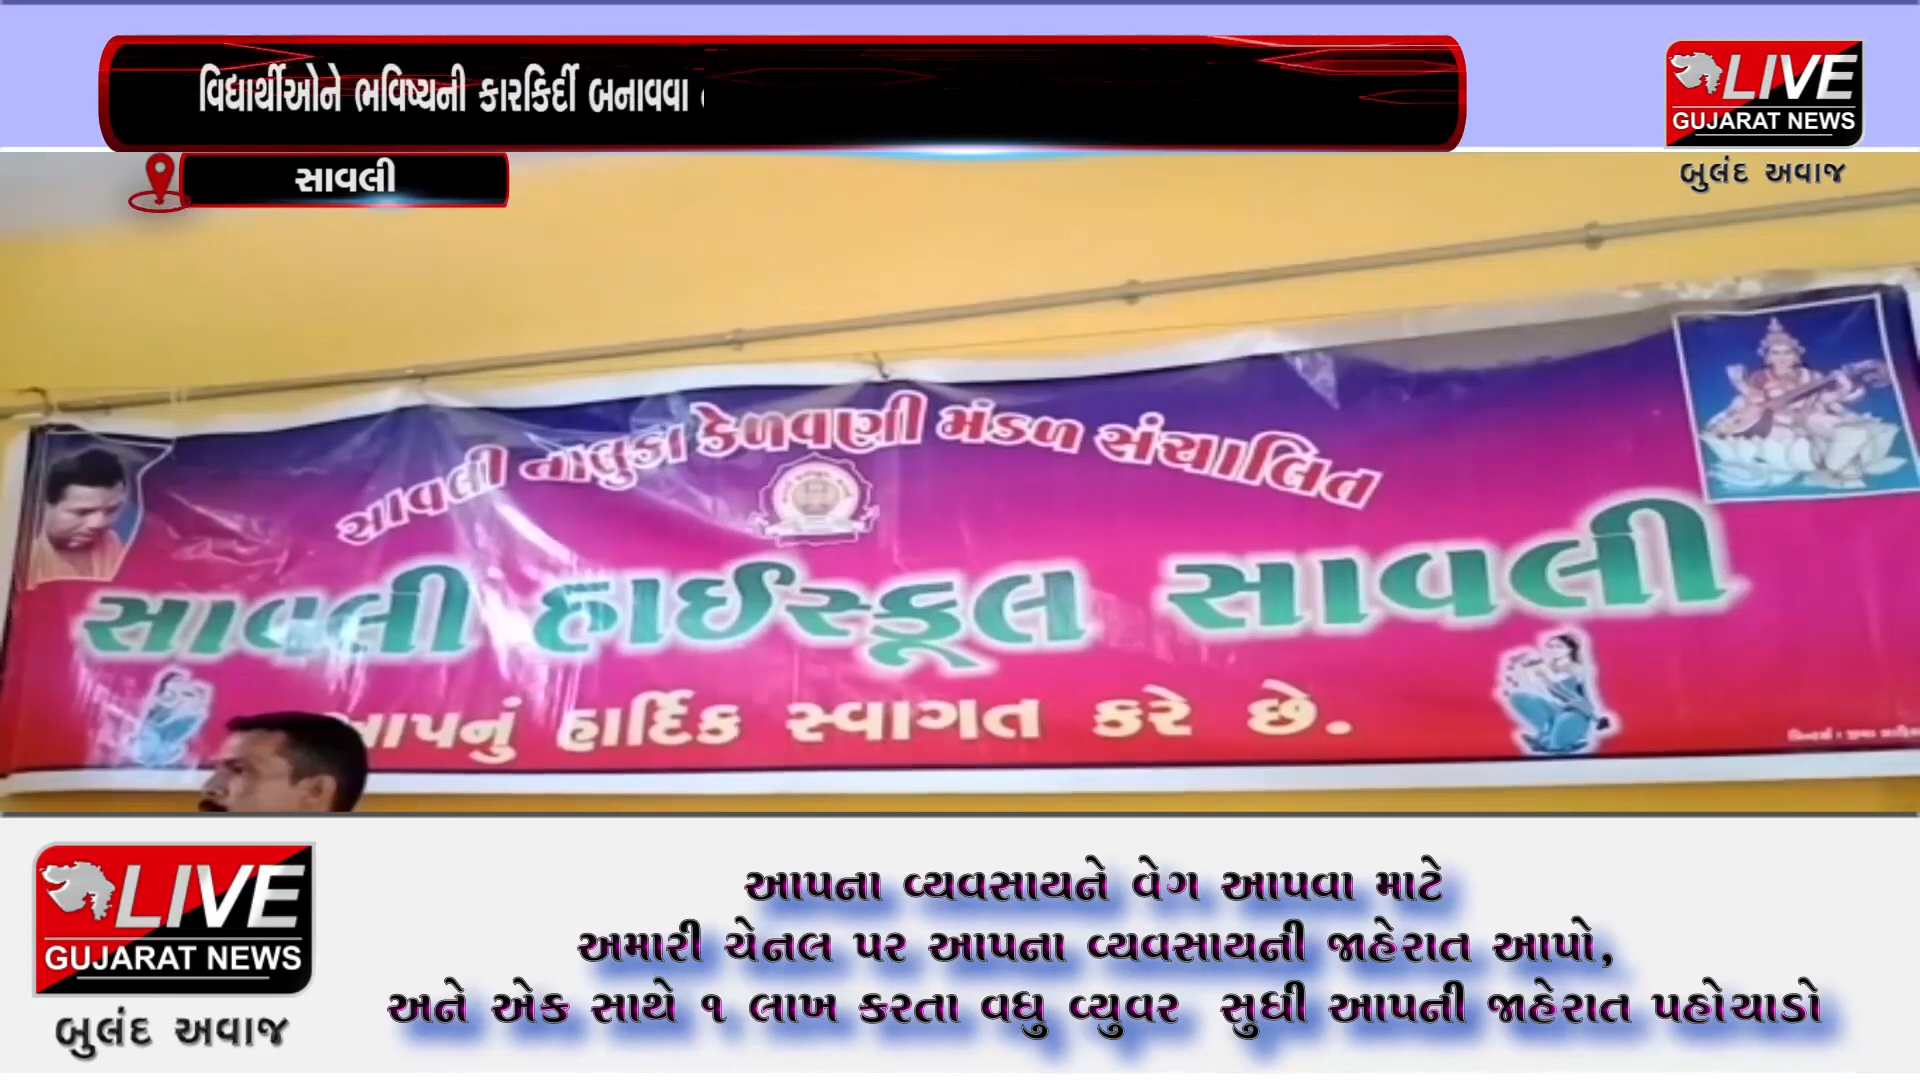 વિદ્યાર્થીઓને ભવિષ્યની કારકિર્દી બનાવવા
LIVE
GUJARAT NEWS
બુલંદ અવાજ
સાવલી
સાવલી તાલુકા કેળવણી મંડળ સંચાલિત
સાવલી હાઈસ્કૂલ સાવલી
આપનું હાર્દિક સ્વાગત કરે છે.
LIVE
GUJARAT NEWS
બુલંદ અવાજ
આપના વ્યવસાયને વેગ આપવા માટે
અમારી ચેનલ પર આપના વ્યવસાયની જાહેરાત આપો,
અને એક સાથે ૧ લાખ કરતા વધુ વ્યુવર સુધી આપની જાહેરાત પહોચાડો